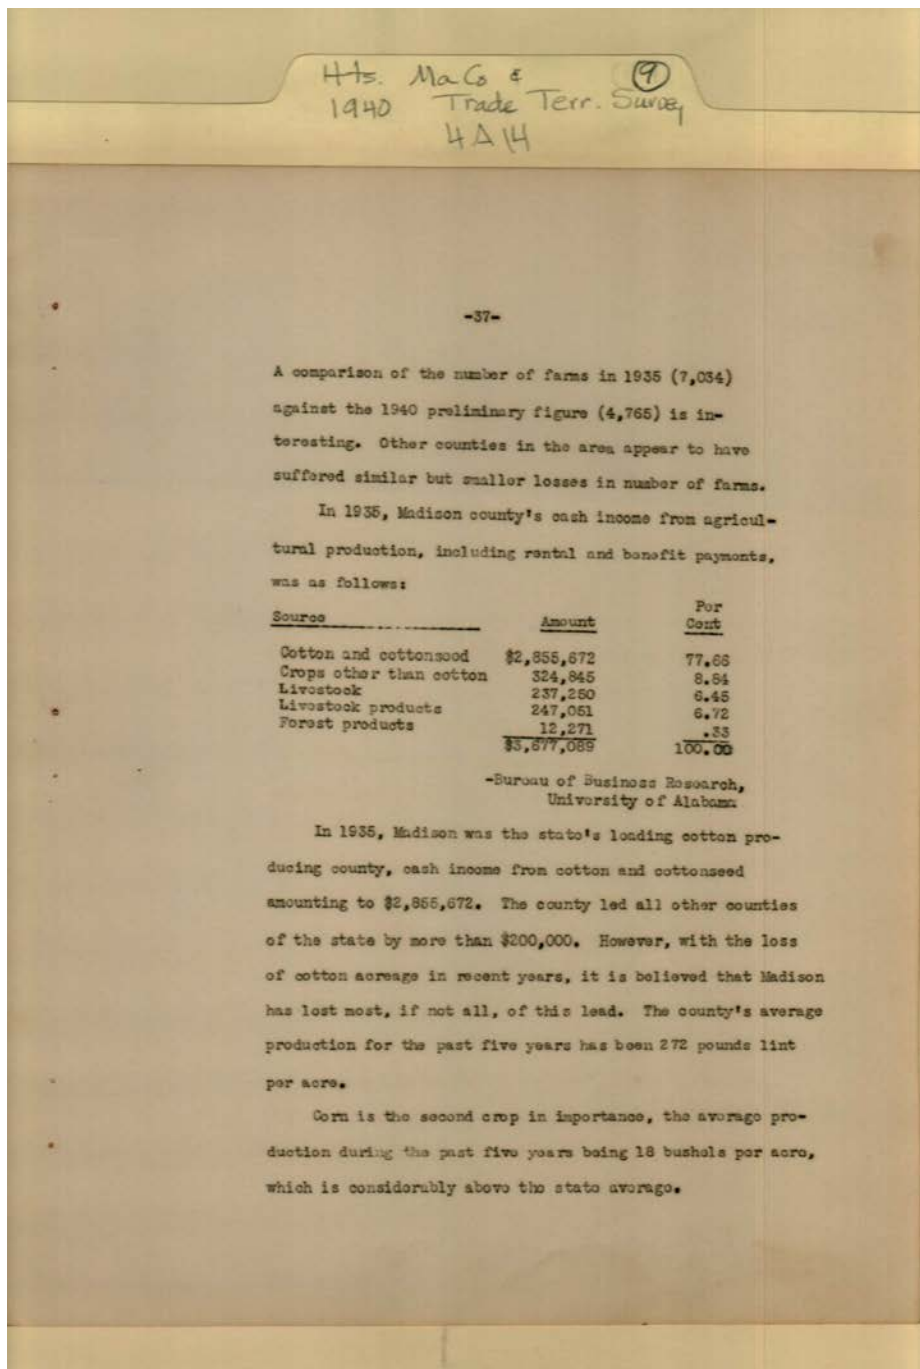 Hts. Ma Co & 9
1940 Trade Terr. Survey
4A14
-37-
A comparison of the number of farms in 1935 (7,034)
against the 1940 preliminary figure (4,765) is in-
teresting. Other counties in the area appear to have
suffered similar but smaller losses in number of farms.
In 1935, Madison county's cash income from agricul-
tural production, including rental and benefit payments,
was as follows:
Source Amount Per Cent
Cotton and cottonseed $2,855,672 77.66
Crops other than cotton 324,845 8.84
Livestock 237,250 6.45
Livestock products 247,051 6.72
Forest products 12,271 .33
$3,677,089 100.00
-Bureau of Business Research,
University of Alabama
In 1935, Madison was the state's leading cotton pro-
ducing county, cash income from cotton and cottonseed
amounting to $2,855,672. The county led all other counties
of the state by more than $200,000. However, with the loss
of cotton acreage in recent years, it is believed that Madison
has lost most, if not all, of this lead. The county's average
production for the past five years has been 272 pounds lint
per acre.
Corn is the second crop in importance, the average pro-
duction during the past five years being 18 bushels per acre,
which is considerably above the state average.